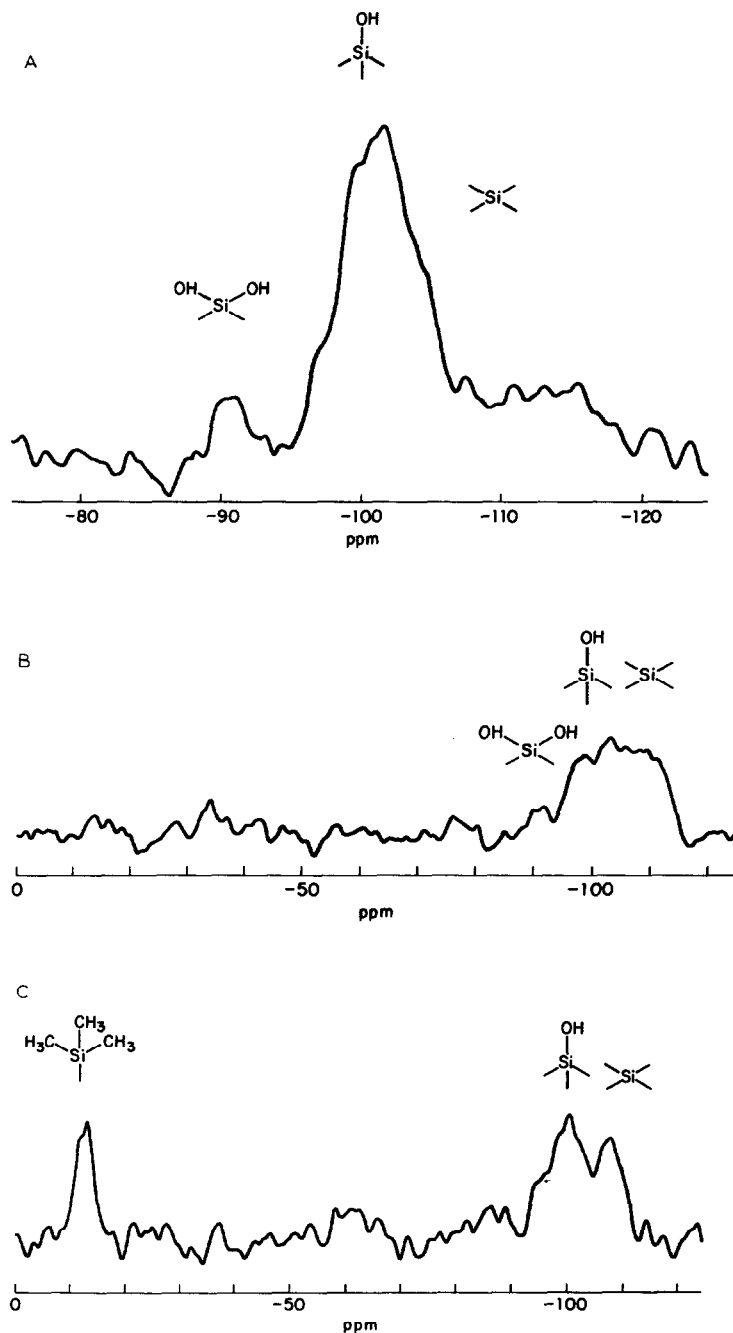 A
OH
Si
Si
OH OH
Si
-80 -90 -100 -110 -120
ppm
B
OH
Si Si
OH OH
Si
0 -50 -100
ppm
C
CH3
H3C CH3
Si
OH
Si Si
0 -50 -100
ppm